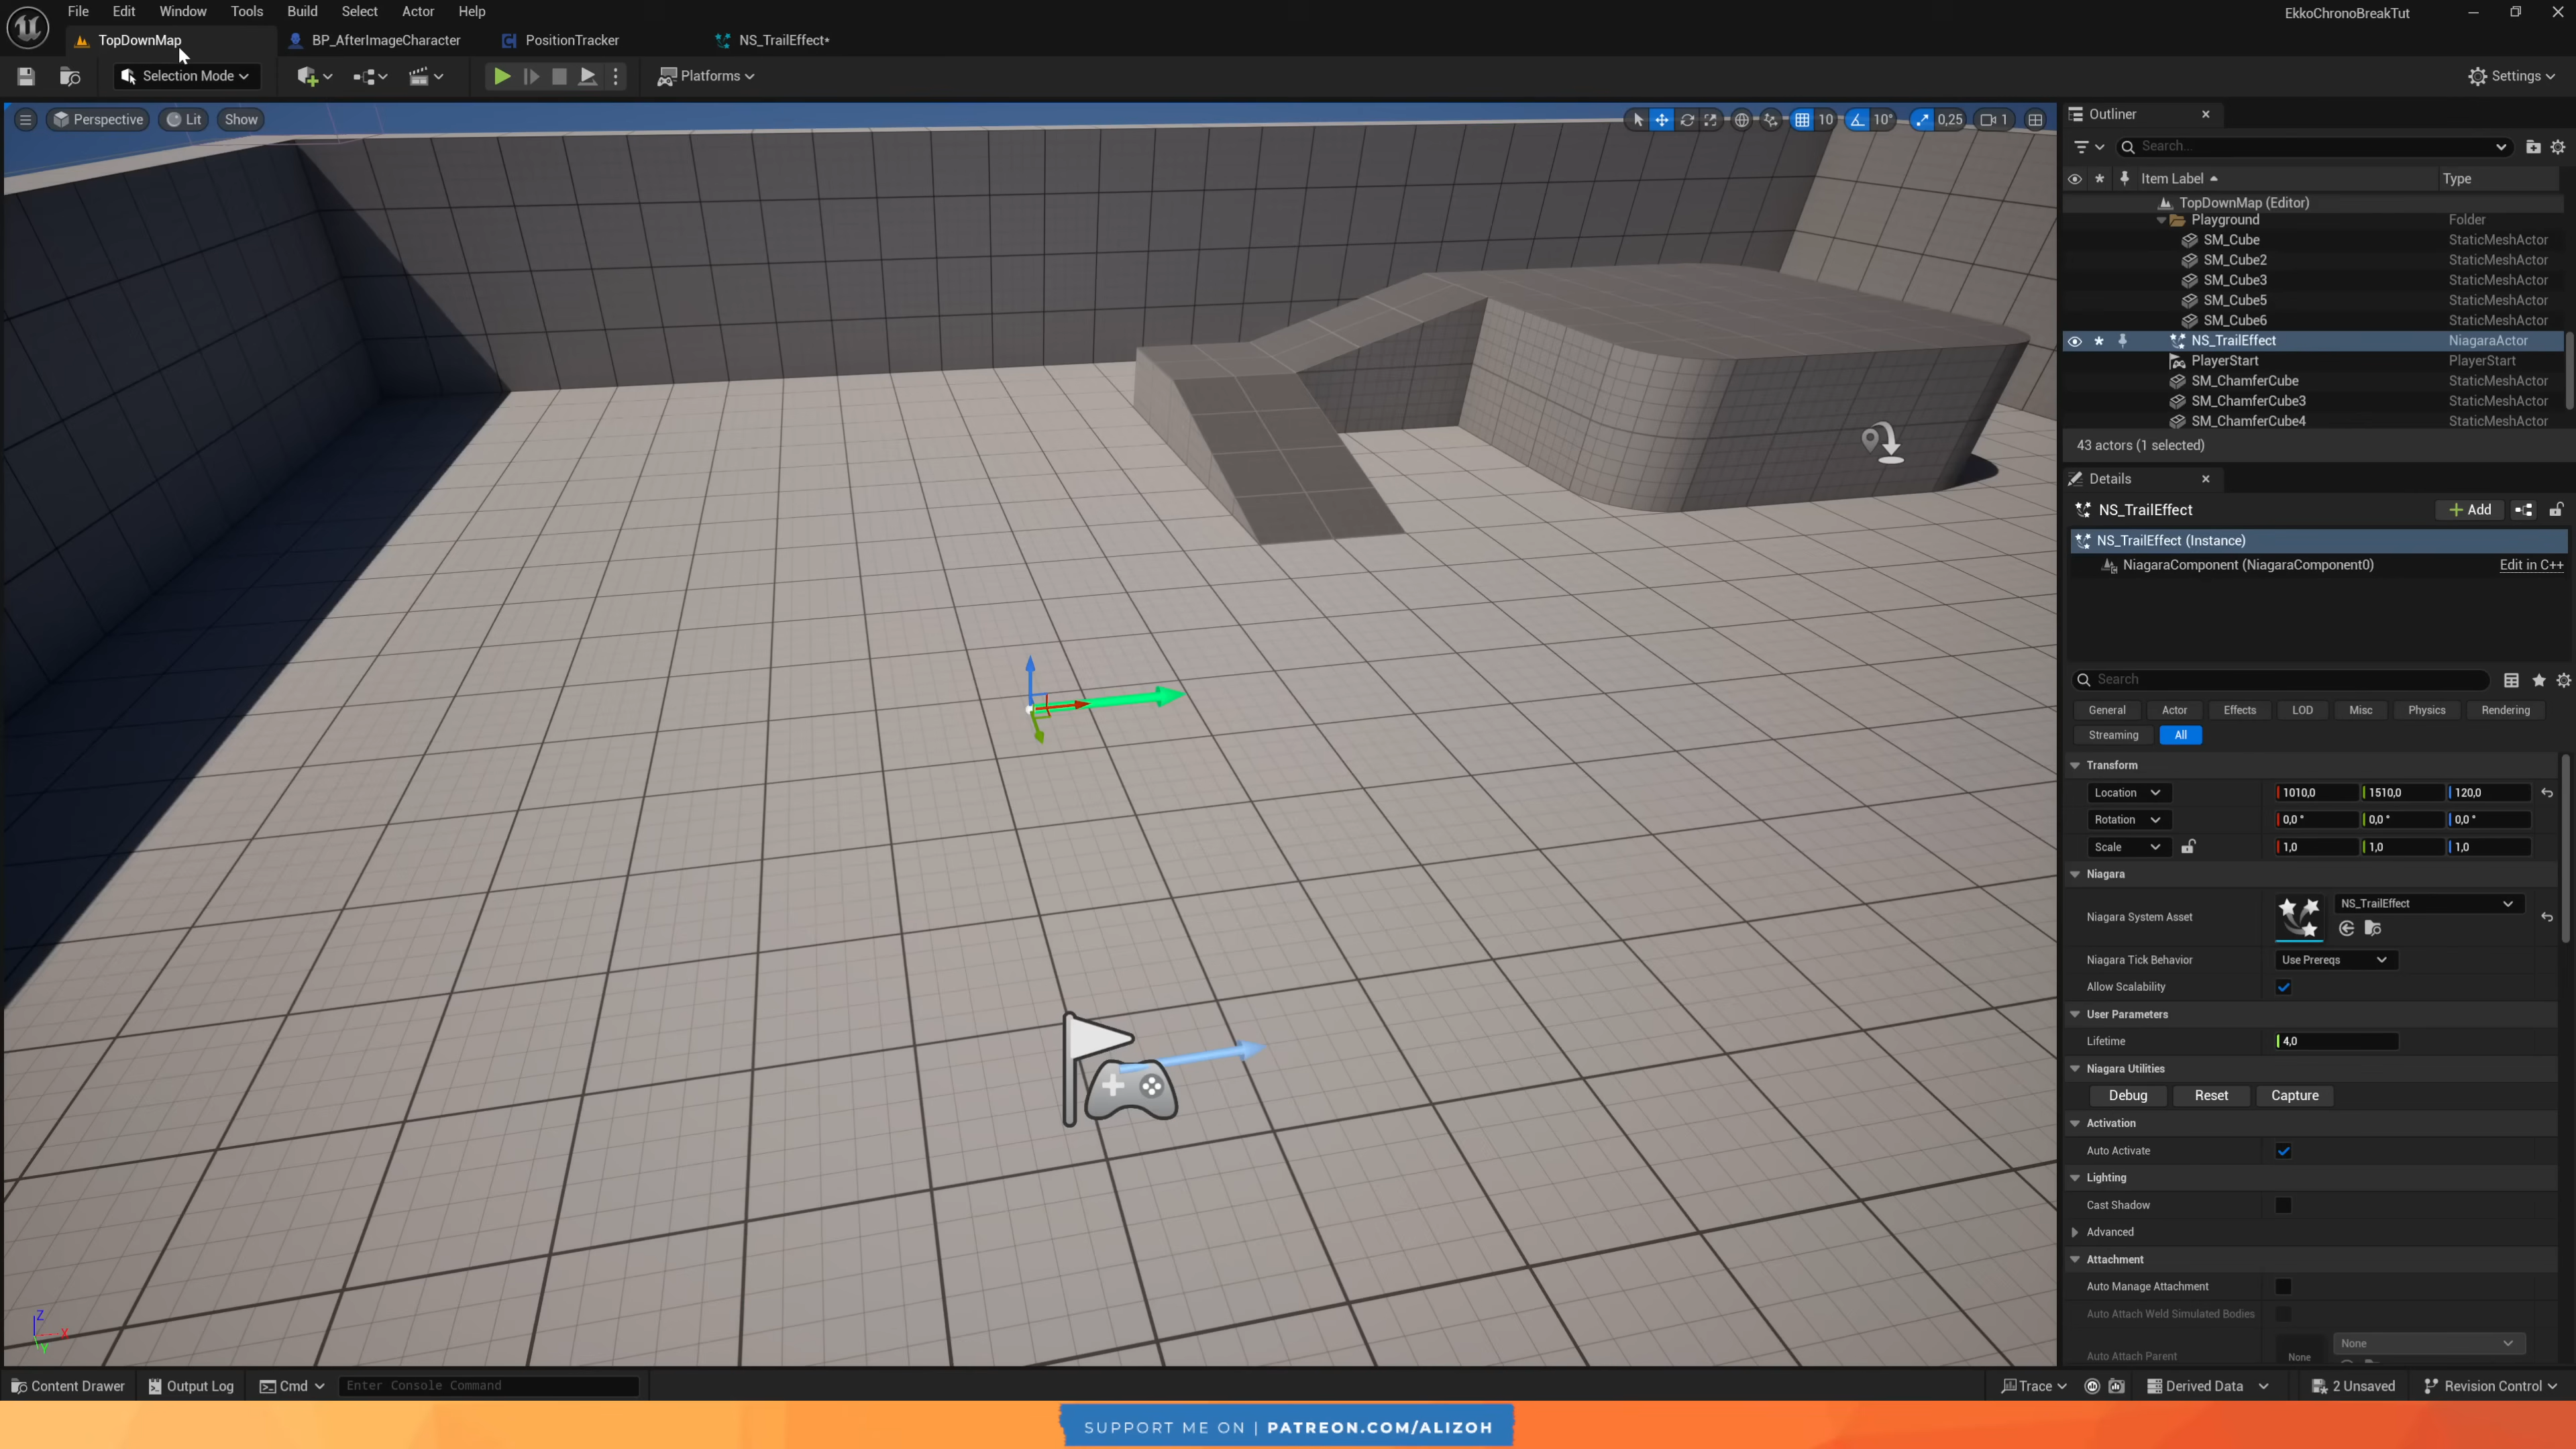 File Edit Window Tools Build Select Actor Help
EkkoChronoBreakTut
TopDownMap BP_AfterImageCharacter PositionTracker NS_TrailEffect*
Selection Mode Platforms Settings
Perspective Lit Show 10 10° 0,25 1
Outliner
Search...
Item Label Type
TopDownMap (Editor)
Playground Folder
SM_Cube StaticMeshActor
SM_Cube2 StaticMeshActor
SM_Cube3 StaticMeshActor
SM_Cube5 StaticMeshActor
SM_Cube6 StaticMeshActor
NS_TrailEffect NiagaraActor
PlayerStart PlayerStart
SM_ChamferCube StaticMeshActor
SM_ChamferCube3 StaticMeshActor
SM_ChamferCube4 StaticMeshActor
43 actors (1 selected)
Details
NS_TrailEffect Add
NS_TrailEffect (Instance)
NiagaraComponent (NiagaraComponent0) Edit in C++
Search
General Actor Effects LOD Misc Physics Rendering
Streaming All
Transform
Location 1010,0 1510,0 120,0
Rotation 0,0 ° 0,0 ° 0,0 °
Scale 1,0 1,0 1,0
Niagara
Niagara System Asset NS_TrailEffect
Niagara Tick Behavior Use Prereqs
Allow Scalability
User Parameters
Lifetime 4,0
Niagara Utilities
Debug Reset Capture
Activation
Auto Activate
Lighting
Cast Shadow
Advanced
Attachment
Auto Manage Attachment
Auto Attach Weld Simulated Bodies
Auto Attach Parent None None
Z
X
Y
Content Drawer Output Log Cmd Enter Console Command Trace Derived Data 2 Unsaved Revision Control
SUPPORT ME ON | PATREON.COM/ALIZOH